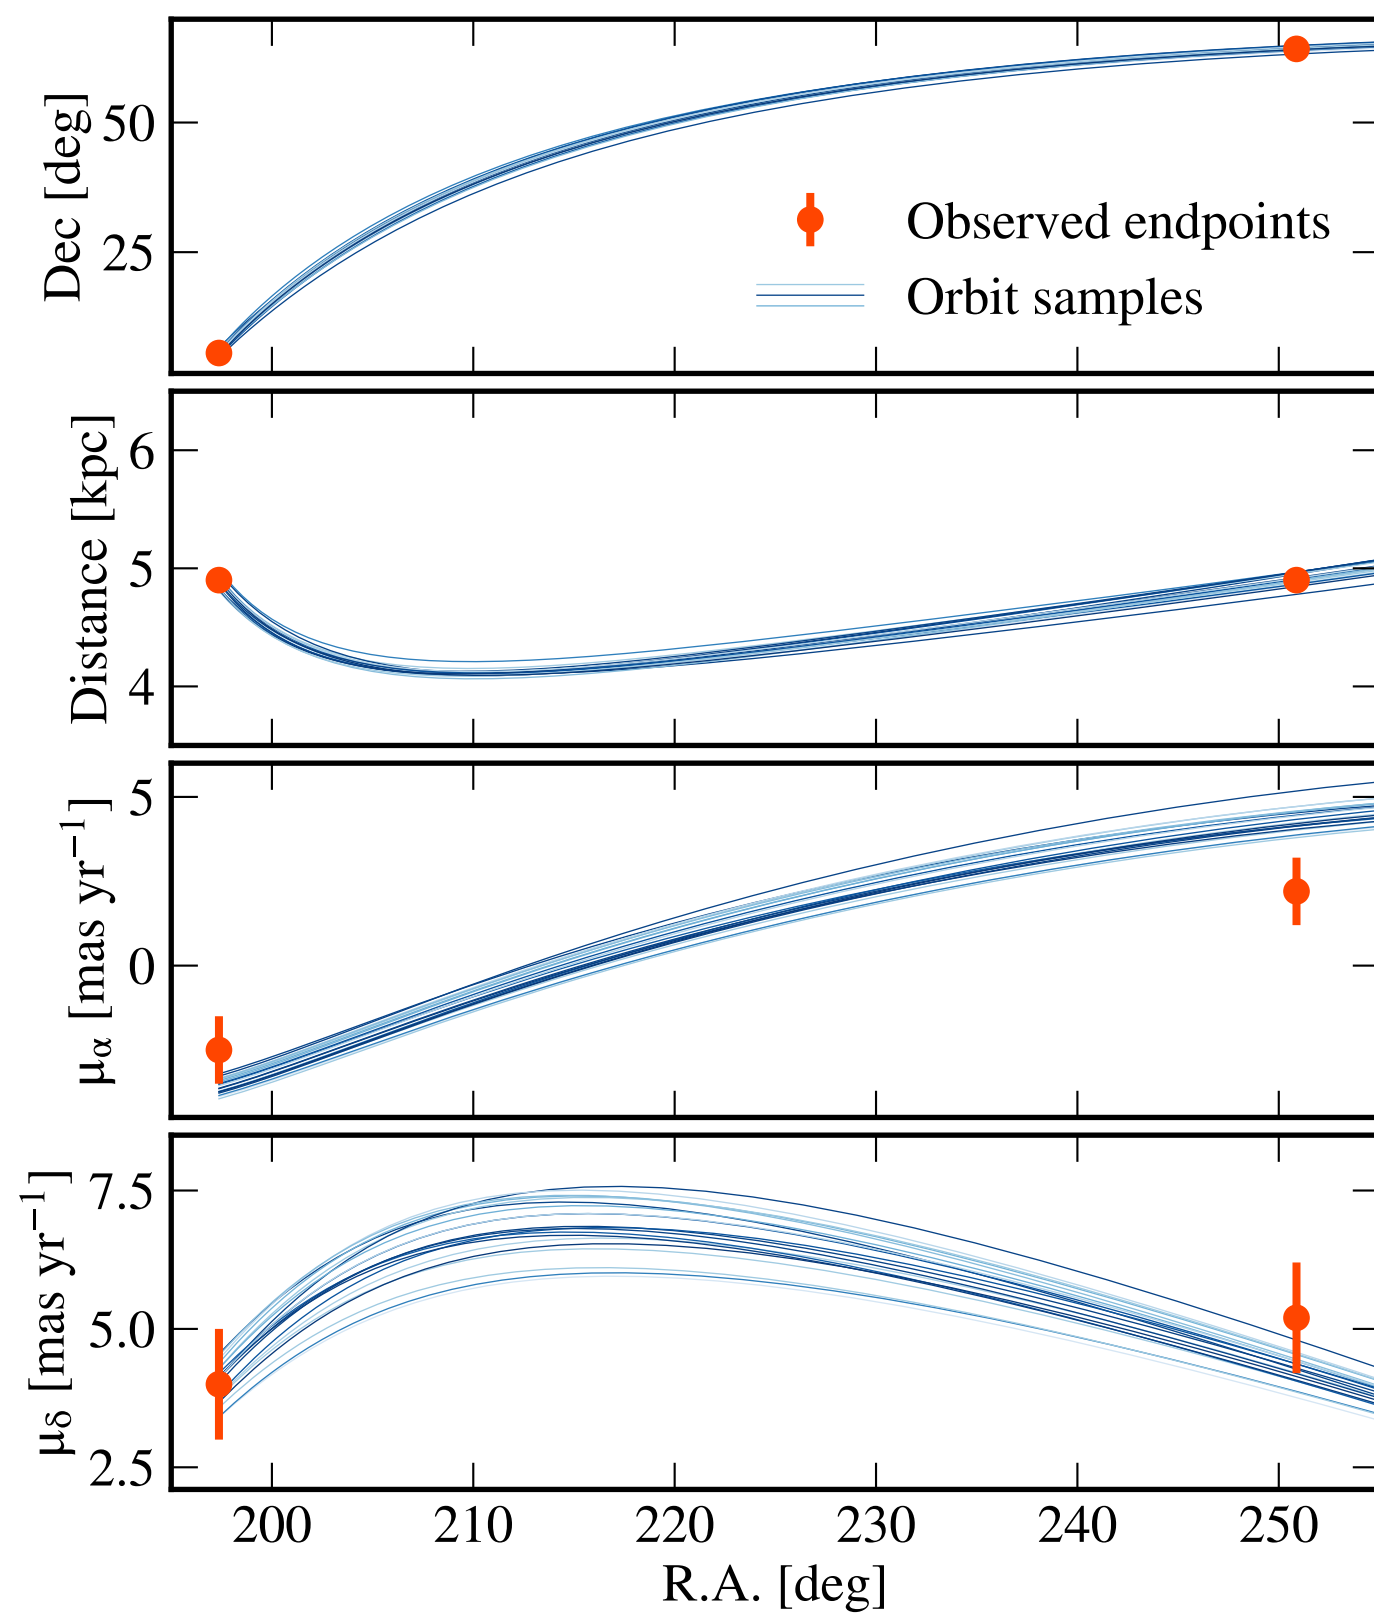 Dec [deg]
50
25
Observed endpoints
Orbit samples
Distance [kpc]
6
5
4
μα [mas yr−1]
5
0
μδ [mas yr−1]
7.5
5.0
2.5
200 210 220 230 240 250
R.A. [deg]